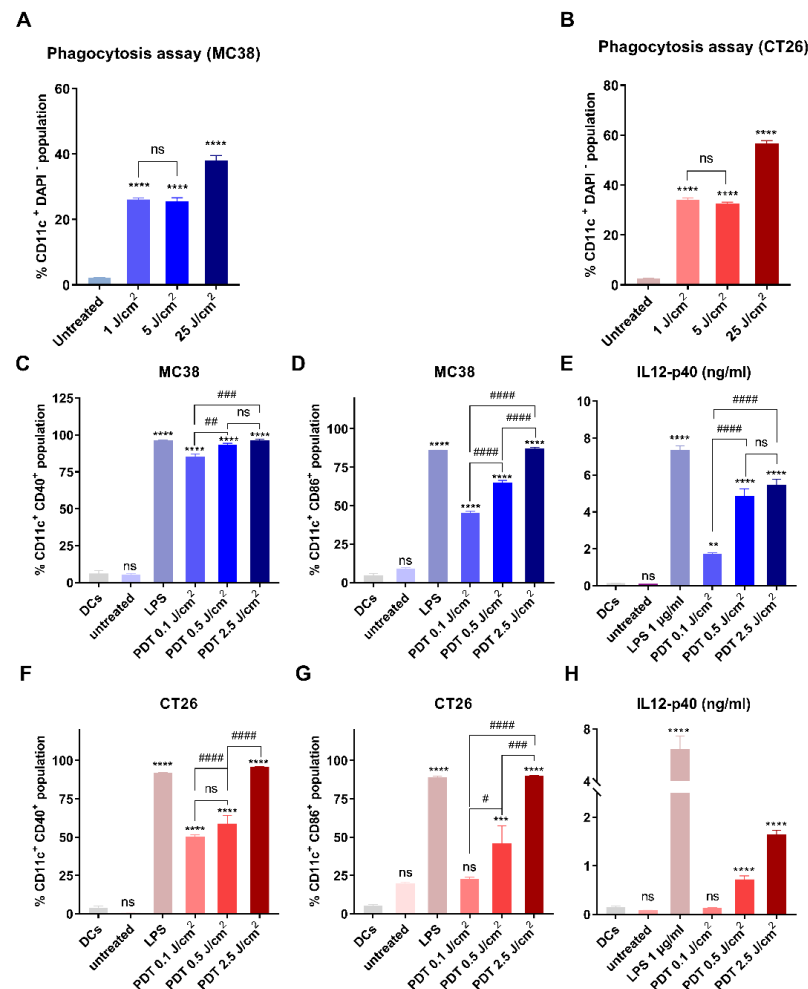 A
Phagocytosis assay (MC38)
% CD11c + DAPI - population
60
40
20
0
ns
****
****
****
Untreated
1 J/cm2
5 J/cm2
25 J/cm2
B
Phagocytosis assay (CT26)
% CD11c + DAPI - population
80
60
40
20
0
ns
****
****
****
Untreated
1 J/cm2
5 J/cm2
25 J/cm2
C
MC38
% CD11c+ CD40+ population
125
100
75
50
25
0
###
##
ns
ns
****
****
****
****
DCs
untreated
LPS
PDT 0.1 J/cm2
PDT 0.5 J/cm2
PDT 2.5 J/cm2
D
MC38
% CD11c+ CD86+ population
125
100
75
50
25
0
####
####
####
ns
****
****
****
****
DCs
untreated
LPS
PDT 0.1 J/cm2
PDT 0.5 J/cm2
PDT 2.5 J/cm2
E
IL12-p40 (ng/ml)
10
8
6
4
2
0
####
####
ns
ns
****
**
****
****
DCs
untreated
LPS 1 µg/ml
PDT 0.1 J/cm2
PDT 0.5 J/cm2
PDT 2.5 J/cm2
F
CT26
% CD11c+ CD40+ population
125
100
75
50
25
0
####
####
ns
ns
****
****
****
****
DCs
untreated
LPS
PDT 0.1 J/cm2
PDT 0.5 J/cm2
PDT 2.5 J/cm2
G
CT26
% CD11c+ CD86+ population
125
100
75
50
25
0
####
###
#
ns
****
ns
***
****
DCs
untreated
LPS
PDT 0.1 J/cm2
PDT 0.5 J/cm2
PDT 2.5 J/cm2
H
IL12-p40 (ng/ml)
8
4
2
1
0
ns
****
ns
****
****
DCs
untreated
LPS 1 µg/ml
PDT 0.1 J/cm2
PDT 0.5 J/cm2
PDT 2.5 J/cm2